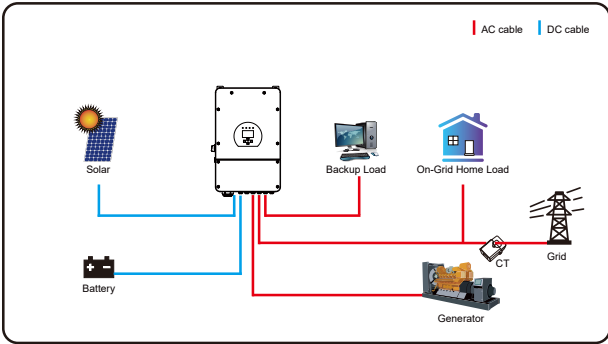 AC cable
DC cable
Solar
Backup Load
On-Grid Home Load
CT
Grid
Battery
Generator